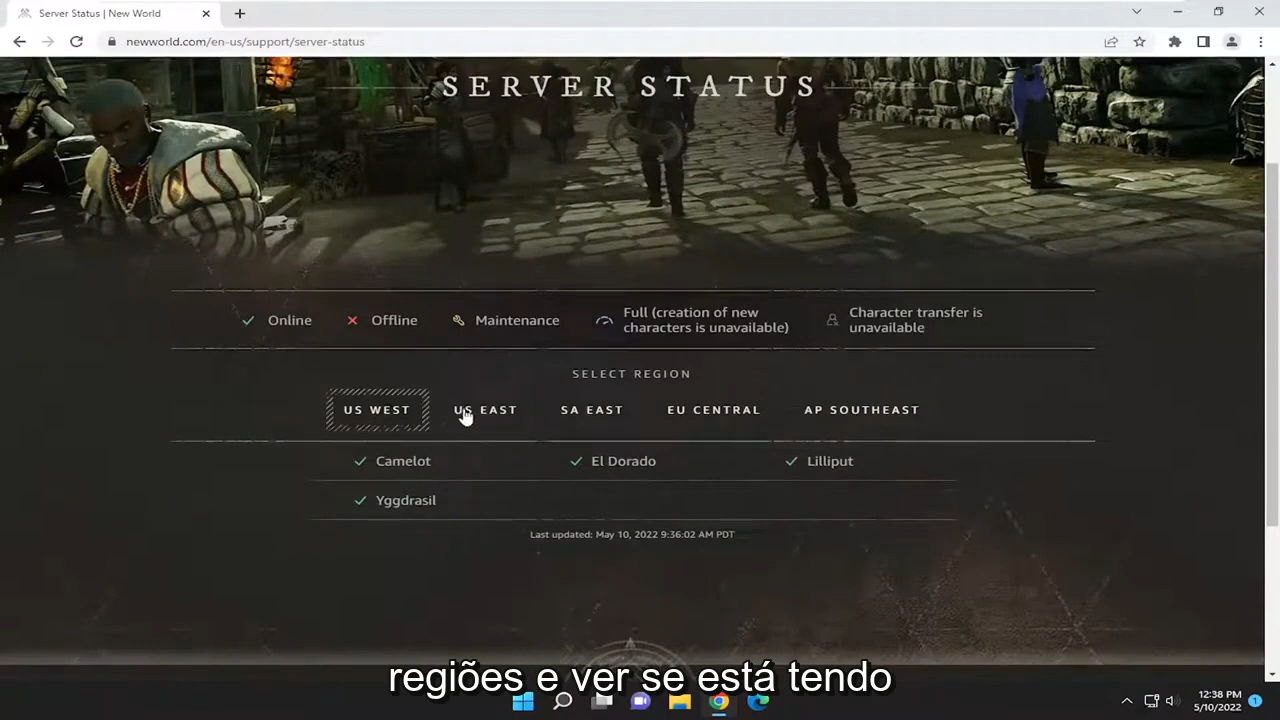 Server Status | New World
newworld.com/en-us/support/server-status
SERVER STATUS
Online
Offline
Maintenance
Full (creation of new
characters is unavailable)
Character transfer is
unavailable
SELECT REGION
US WEST
US EAST
SA EAST
EU CENTRAL
AP SOUTHEAST
Camelot
El Dorado
Lilliput
Yggdrasil
Last updated: May 10, 2022 9:36:02 AM PDT
regiões e ver se está tendo
12:38 PM
5/10/2022
1